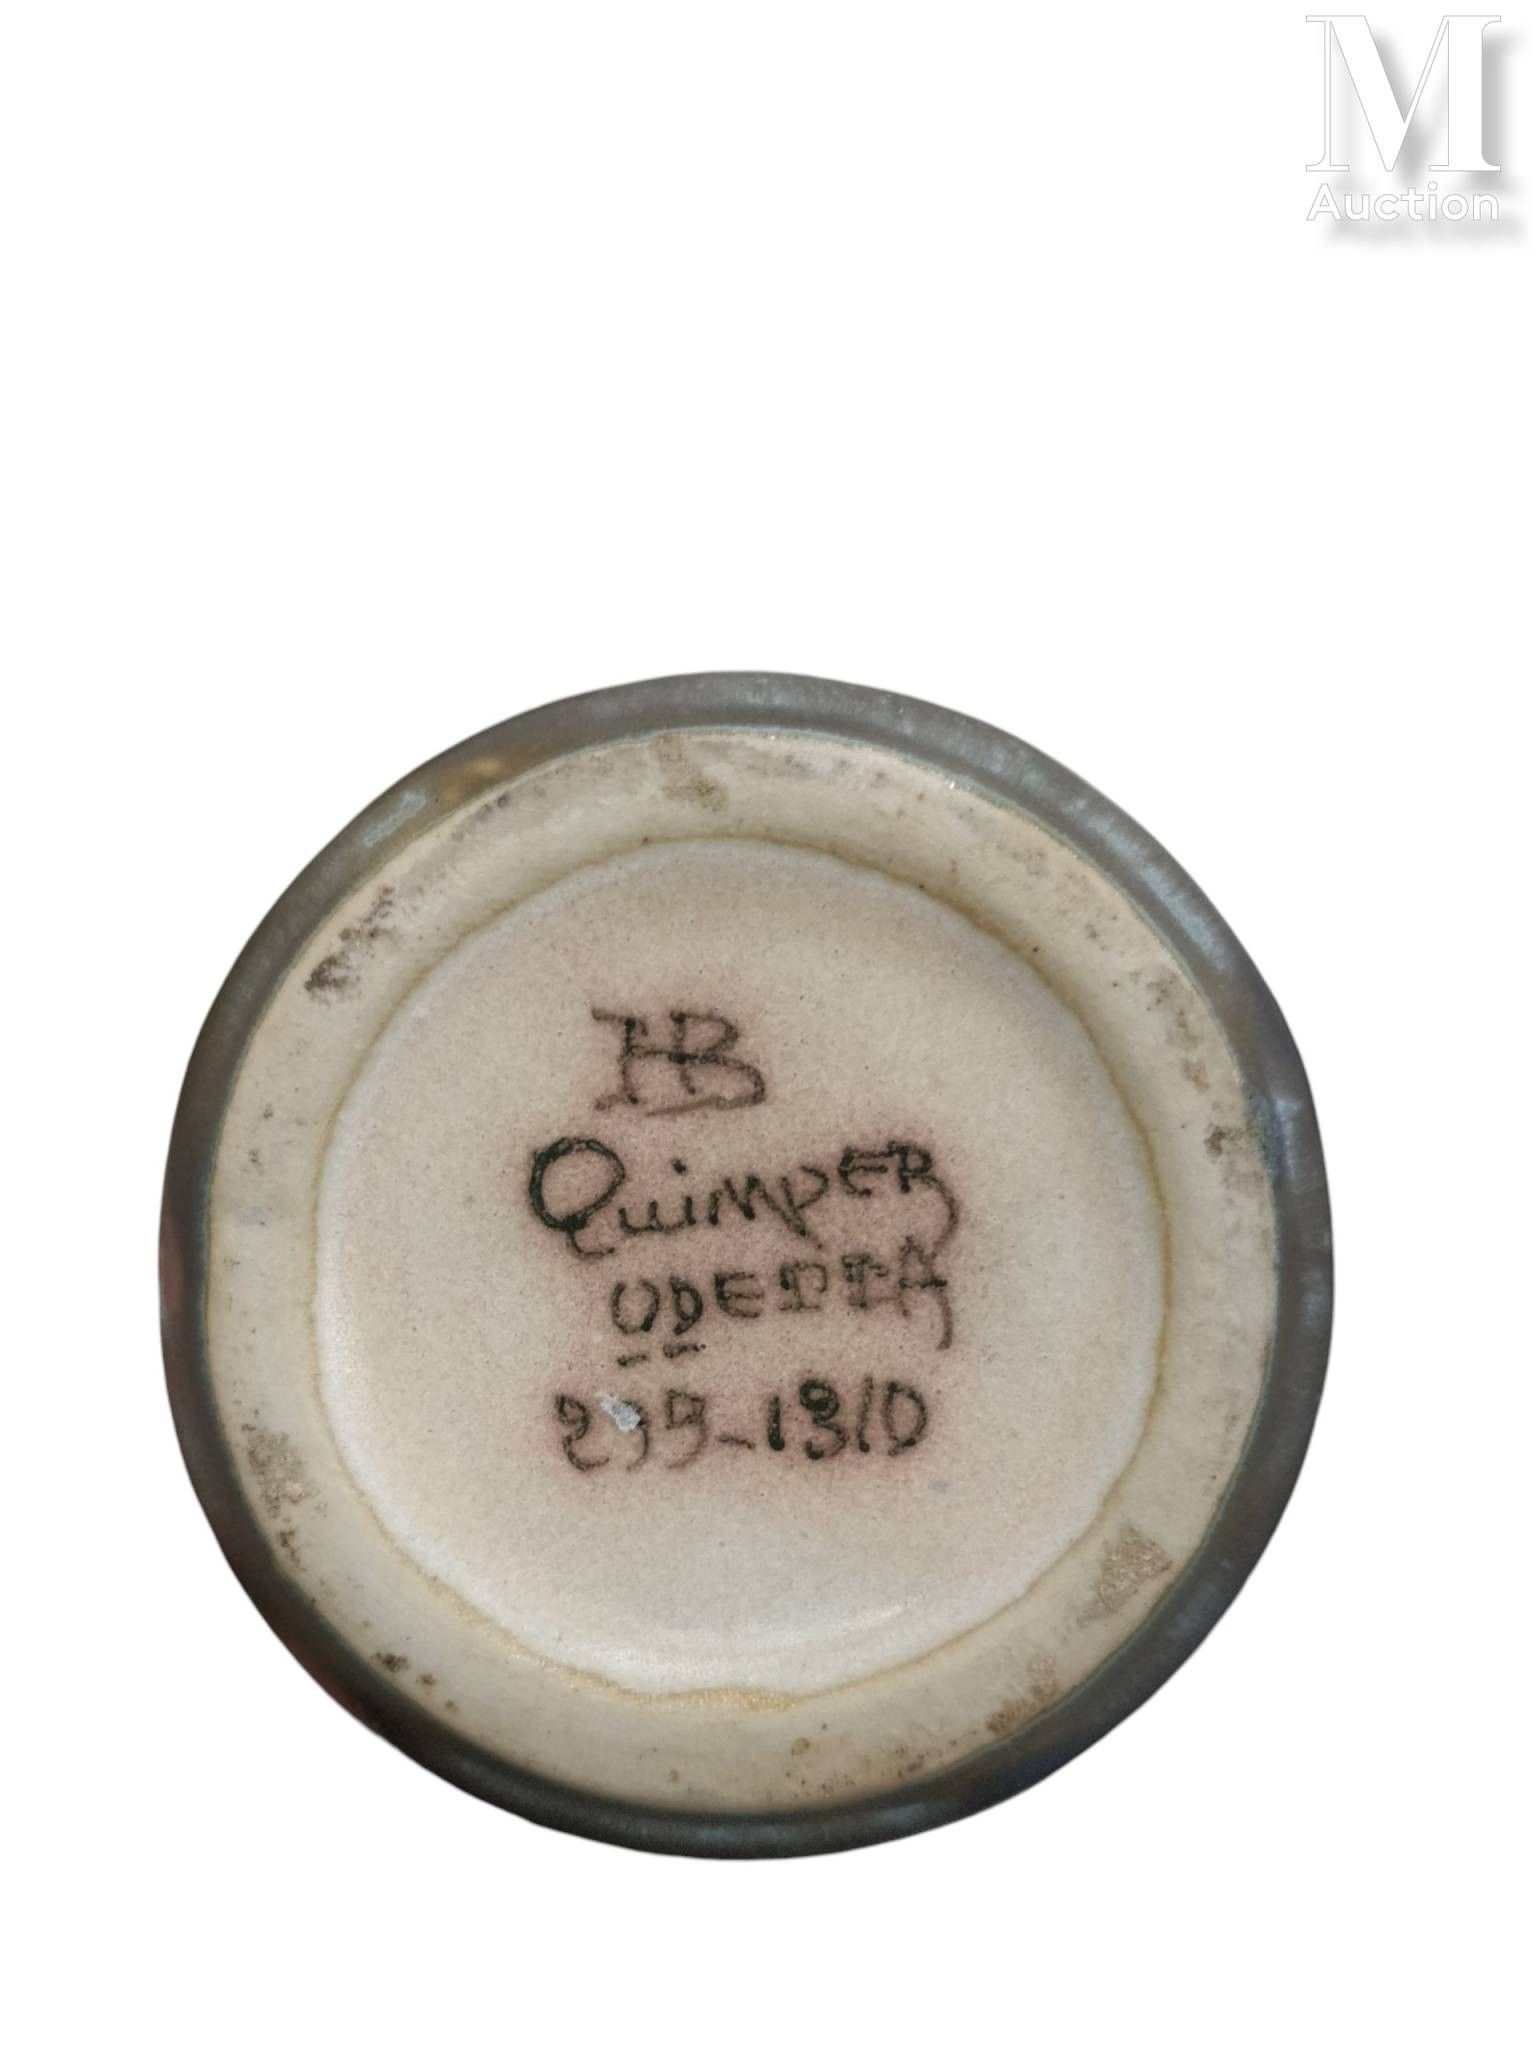 M
Auction
HB
Quimper
ODETTA
295-1310